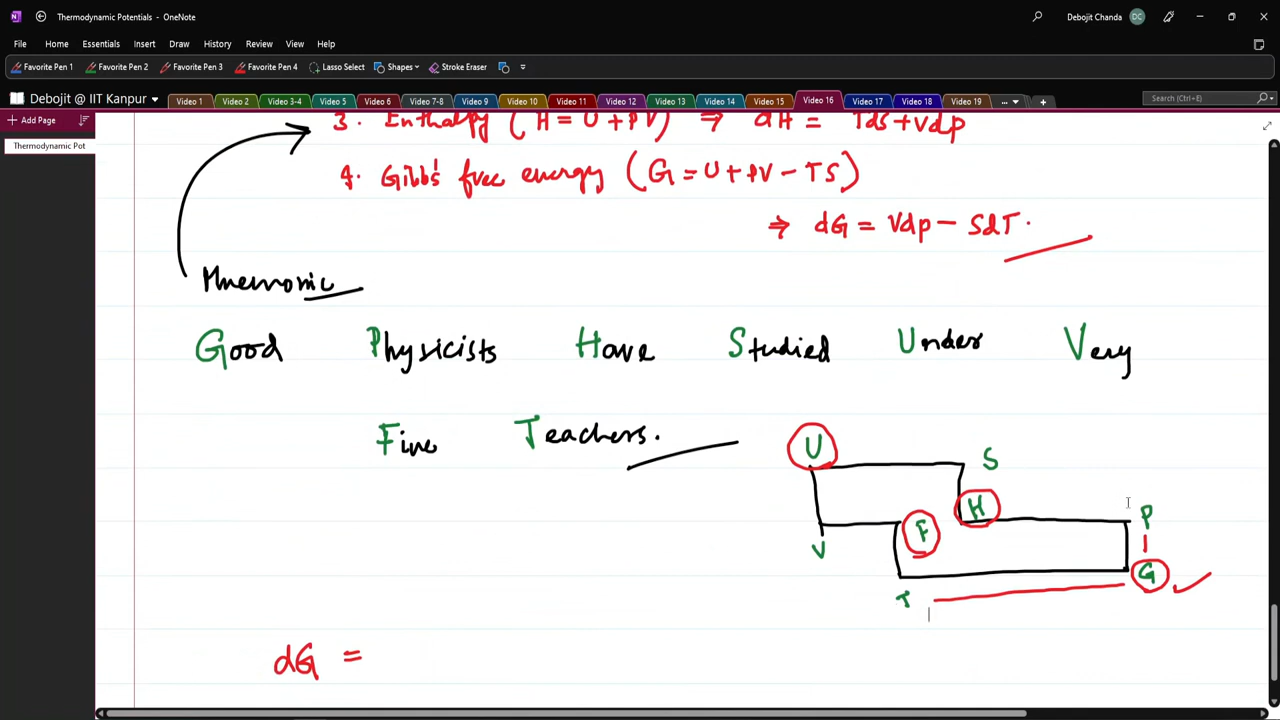 Thermodynamic Potentials - OneNote
Debojit Chanda DC
File Home Essentials Insert Draw History Review View Help
Favorite Pen 1 Favorite Pen 2 Favorite Pen 3 Favorite Pen 4 Lasso Select Shapes Stroke Eraser
Debojit @ IIT Kanpur Video 1 Video 2 Video 3-4 Video 5 Video 6 Video 7-8 Video 9 Video 10 Video 11 Video 12 Video 13 Video 14 Video 15 Video 16 Video 17 Video 18 Video 19 ... Search (Ctrl+E)
Add Page
Thermodynamic Pot
3. Enthalpy (H = U + PV) ⇒ dH = Tds + Vdp
4. Gibb's free energy (G = U + PV - TS)
⇒ dG = Vdp - SdT.
Mnemonic
Good Physicists Have Studied Under Very
Fine Teachers.
U S
H
F P
V
G
T
dG =